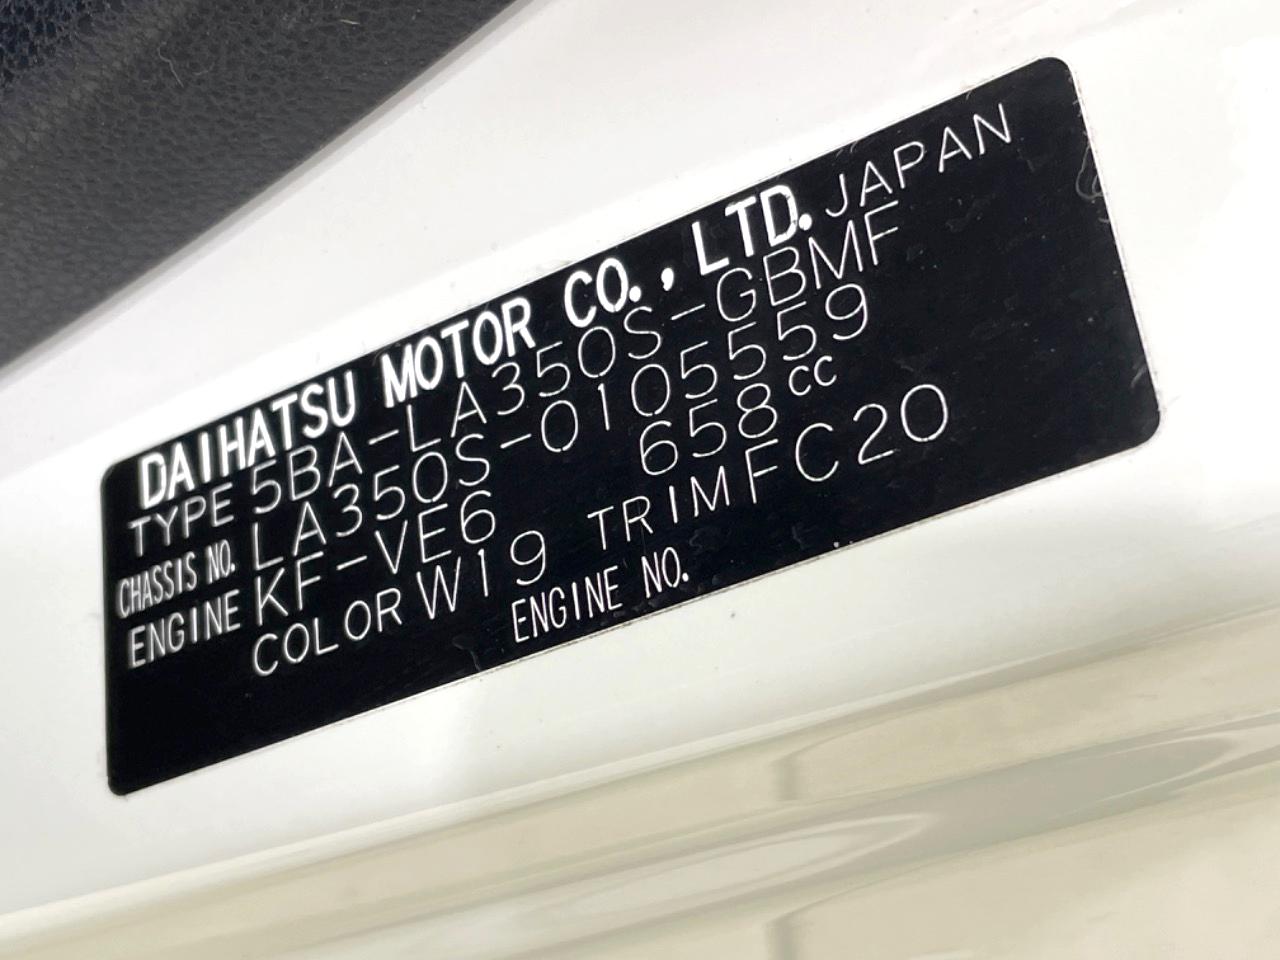 DAIHATSU MOTOR CO., LTD. JAPAN
TYPE 5BA-LA350S-GBMF
CHASSIS NO. LA350S-0105559
ENGINE KF-VE6 658cc
COLOR W19 TRIM FC20
ENGINE NO.